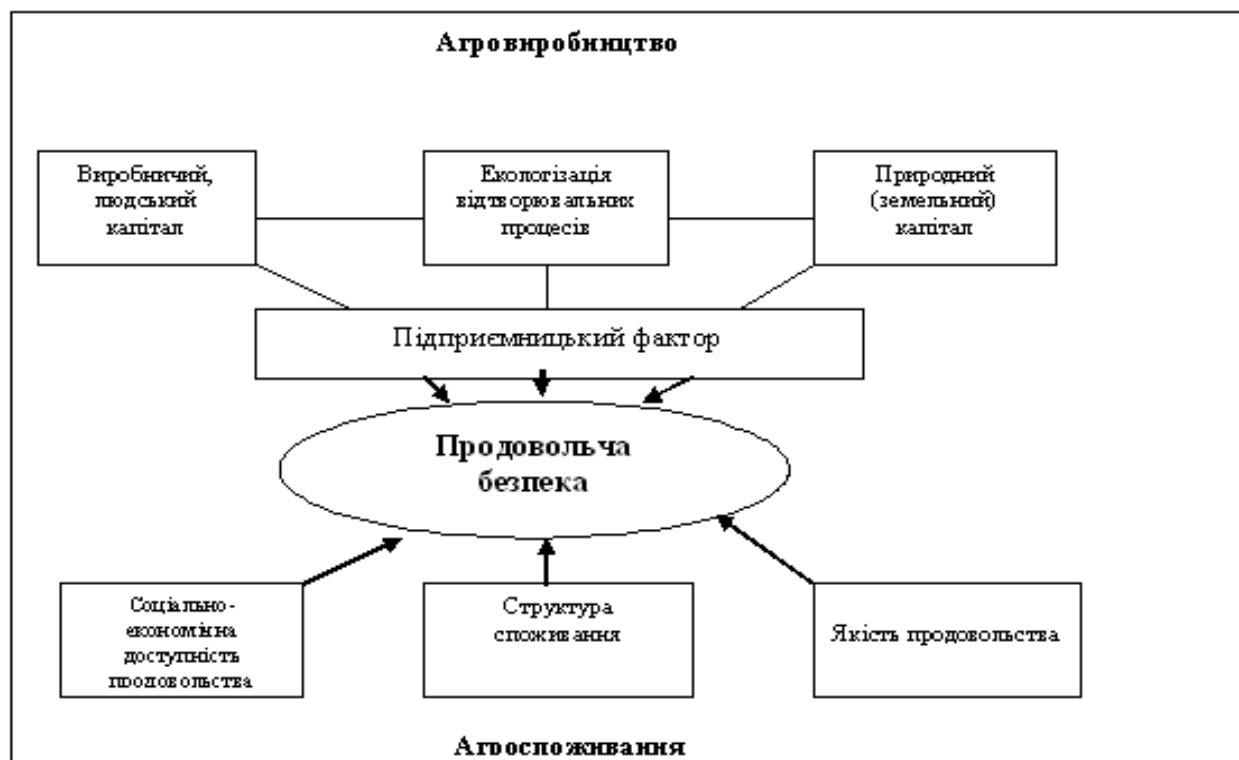 Агровиробництво
Виробничий,
людський
капітал
Екологізація
відтворювальних
процесів
Природний
(земельний)
капітал
Підприємницький фактор
Продовольча
безпека
Соціально-
економічна
доступність
продовольства
Структура
споживання
Якість продовольства
Агроспоживання